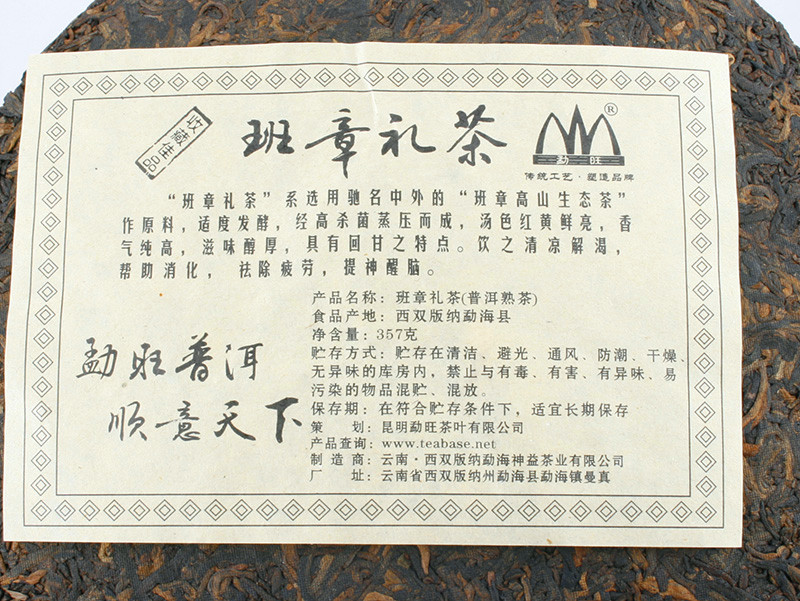 收藏佳品
班章礼茶
®
勐旺
传统工艺·塑造品牌
“班章礼茶”系选用驰名中外的“班章高山生态茶”
作原料，适度发酵，经高杀菌蒸压而成，汤色红黄鲜亮，香
气纯高，滋味醇厚，具有回甘之特点。饮之清凉解渴，
帮助消化，祛除疲劳，提神醒脑。
产品名称：班章礼茶(普洱熟茶)
食品产地：西双版纳勐海县
净含量：357克
贮存方式：贮存在清洁、避光、通风、防潮、干燥、
无异味的库房内，禁止与有毒、有害、有异味、易
污染的物品混贮、混放。
保存期：在符合贮存条件下，适宜长期保存
策 划：昆明勐旺茶叶有限公司
产品查询：www.teabase.net
制造商：云南·西双版纳勐海神益茶业有限公司
厂 址：云南省西双版纳州勐海县勐海镇曼真
勐旺普洱
顺意天下